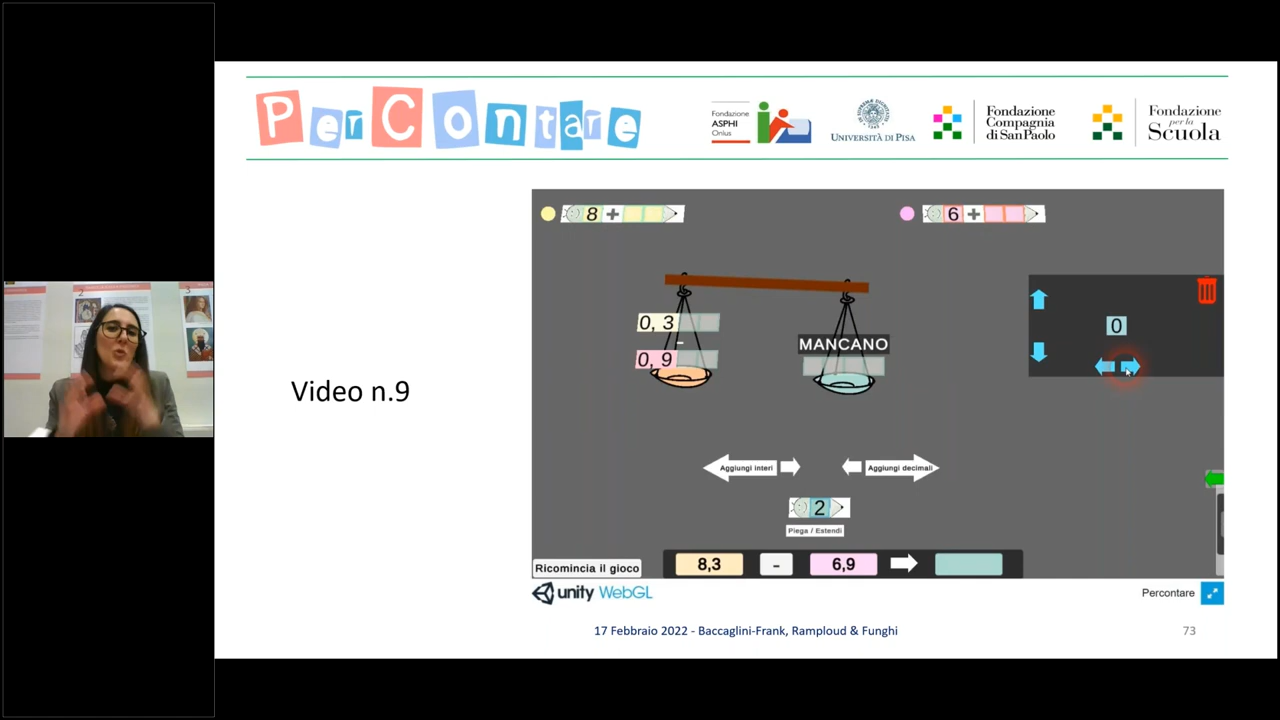 PerContare
Fondazione
ASPHI
Onlus
UNIVERSITÀ DI PISA
Fondazione
Compagnia
di San Paolo
Fondazione
per la
Scuola
8 +
6 +
0, 3
-
0, 9
MANCANO
0
Video n.9
Aggiungi interi
Aggiungi decimali
2
Piega / Estendi
Ricomincia il gioco
8,3 - 6,9
unity WebGL
Percontare
17 Febbraio 2022 - Baccaglini-Frank, Ramploud & Funghi
73
2
3